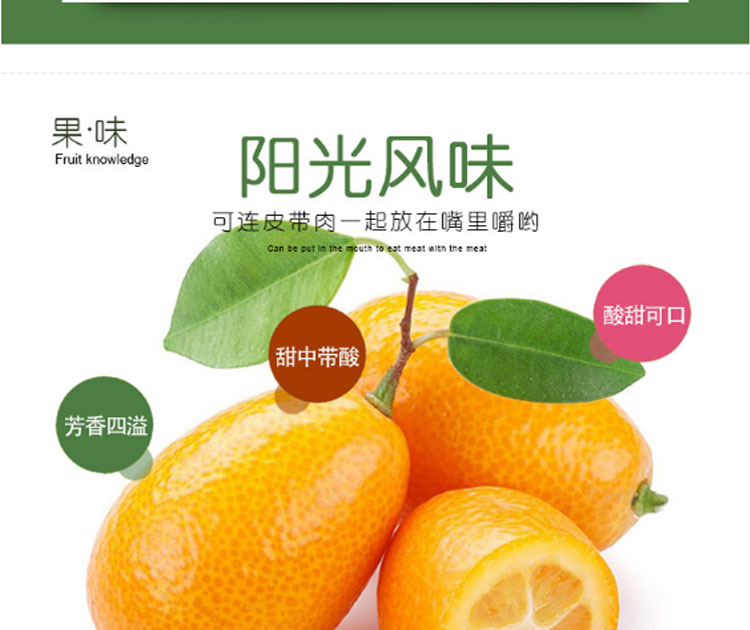 果·味
Fruit knowledge
阳光风味
可连皮带肉一起放在嘴里嚼哟
Can be put in the mouth to eat meat with the meat
酸甜可口
甜中带酸
芳香四溢